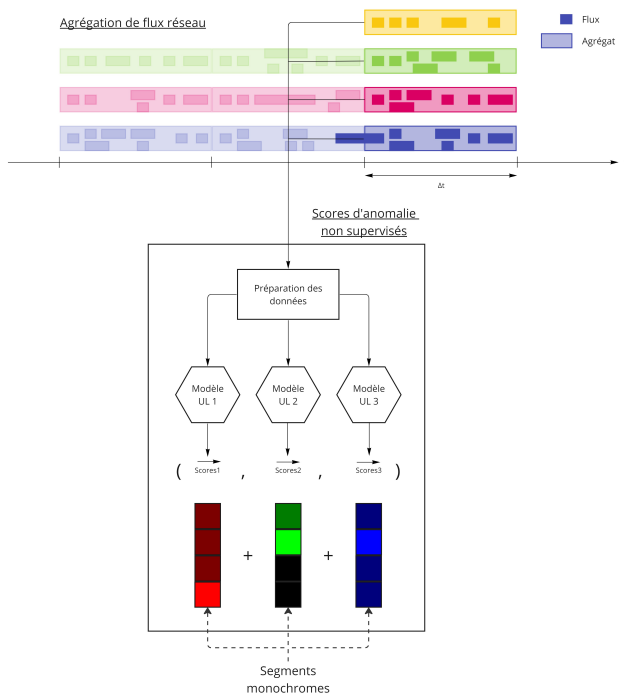 Agrégation de flux réseau
Flux
Agrégat
Δt
Scores d'anomalie
non supervisés
Préparation des
données
Modèle
UL 1
Modèle
UL 2
Modèle
UL 3
( Scores1 , Scores2 , Scores3 )
+ +
Segments
monochromes